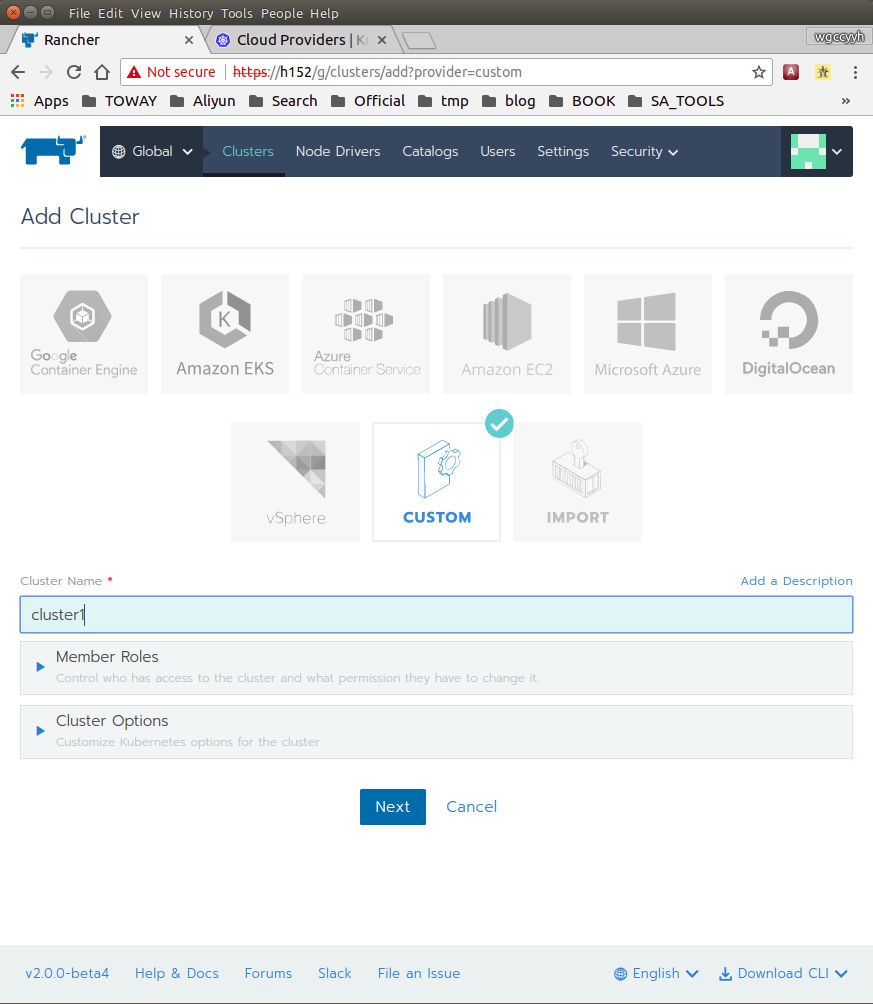 File Edit View History Tools People Help
Rancher
Cloud Providers | Ku
wgccyyh
Not secure https://h152/g/clusters/add?provider=custom
A
Apps TOWAY Aliyun Search Official tmp blog BOOK SA_TOOLS »
Global Clusters Node Drivers Catalogs Users Settings Security
Add Cluster
Google
Container Engine
K
Amazon EKS
Azure
Container Service
Amazon EC2
Microsoft Azure
DigitalOcean
vSphere
CUSTOM
IMPORT
Cluster Name * Add a Description
cluster1
Member Roles
Control who has access to the cluster and what permission they have to change it.
Cluster Options
Customize Kubernetes options for the cluster
Next Cancel
v2.0.0-beta4 Help & Docs Forums Slack File an Issue English Download CLI